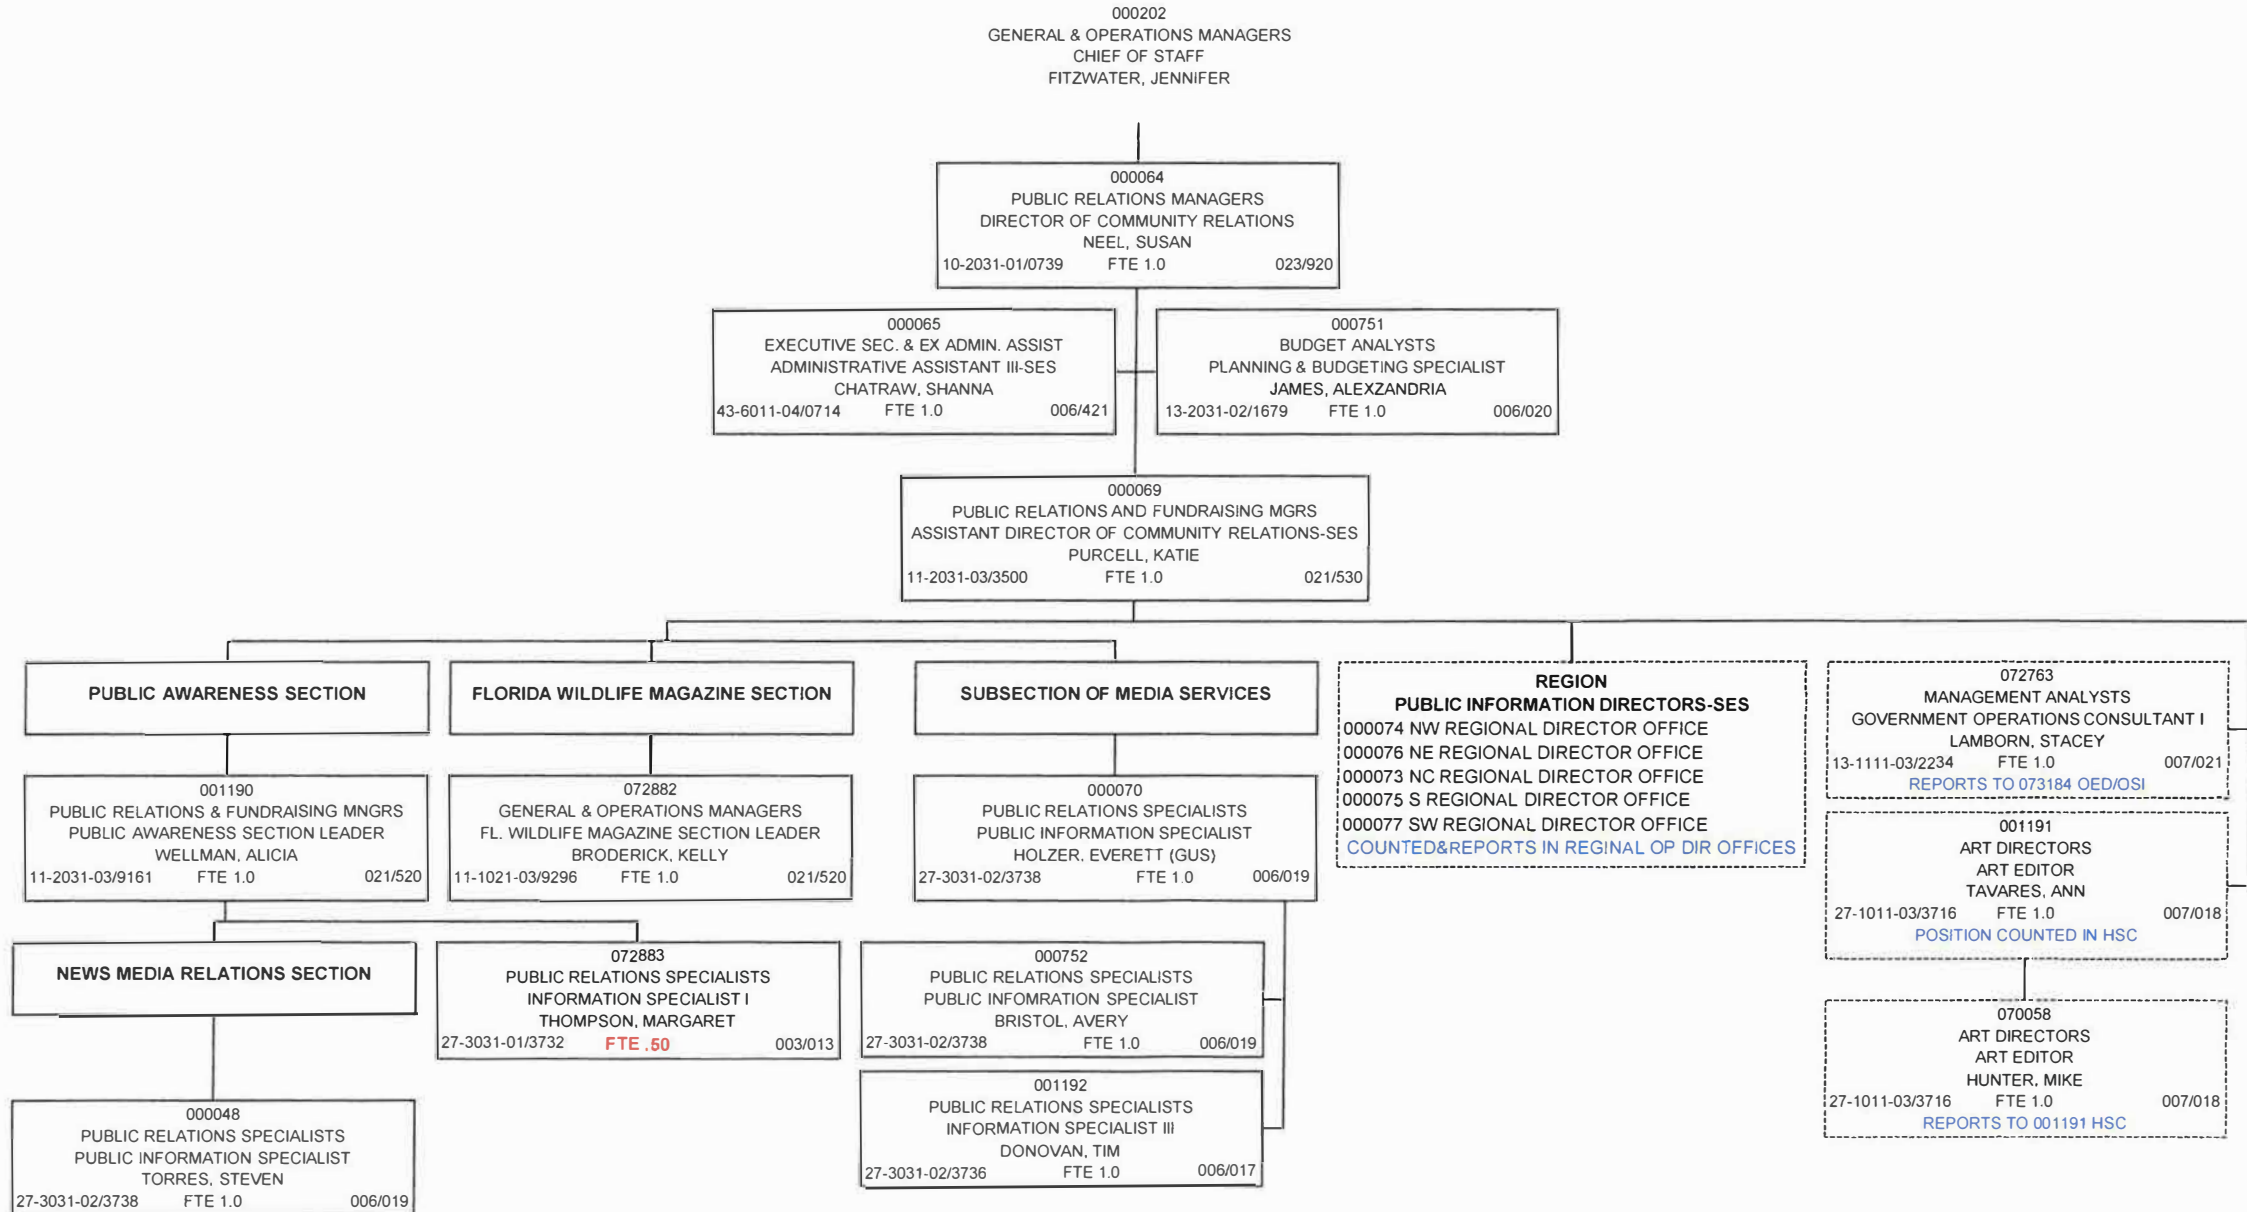 000202
GENERAL & OPERATIONS MANAGERS
CHIEF OF STAFF
FITZWATER, JENNIFER
000064
PUBLIC RELATIONS MANAGERS
DIRECTOR OF COMMUNITY RELATIONS
NEEL, SUSAN
10-2031-01/0739 FTE 1.0 023/920
000065
EXECUTIVE SEC. & EX ADMIN. ASSIST
ADMINISTRATIVE ASSISTANT III-SES
CHATRAW, SHANNA
43-6011-04/0714 FTE 1.0 006/421
000751
BUDGET ANALYSTS
PLANNING & BUDGETING SPECIALIST
JAMES, ALEXZANDRIA
13-2031-02/1679 FTE 1.0 006/020
000069
PUBLIC RELATIONS AND FUNDRAISING MGRS
ASSISTANT DIRECTOR OF COMMUNITY RELATIONS-SES
PURCELL, KATIE
11-2031-03/3500 FTE 1.0 021/530
PUBLIC AWARENESS SECTION
FLORIDA WILDLIFE MAGAZINE SECTION
SUBSECTION OF MEDIA SERVICES
REGION
PUBLIC INFORMATION DIRECTORS-SES
000074 NW REGIONAL DIRECTOR OFFICE
000076 NE REGIONAL DIRECTOR OFFICE
000073 NC REGIONAL DIRECTOR OFFICE
000075 S REGIONAL DIRECTOR OFFICE
000077 SW REGIONAL DIRECTOR OFFICE
COUNTED&REPORTS IN REGINAL OP DIR OFFICES
072763
MANAGEMENT ANALYSTS
GOVERNMENT OPERATIONS CONSULTANT I
LAMBORN, STACEY
13-1111-03/2234 FTE 1.0 007/021
REPORTS TO 073184 OED/OSI
001190
PUBLIC RELATIONS & FUNDRAISING MNGRS
PUBLIC AWARENESS SECTION LEADER
WELLMAN, ALICIA
11-2031-03/9161 FTE 1.0 021/520
072882
GENERAL & OPERATIONS MANAGERS
FL. WILDLIFE MAGAZINE SECTION LEADER
BRODERICK, KELLY
11-1021-03/9296 FTE 1.0 021/520
000070
PUBLIC RELATIONS SPECIALISTS
PUBLIC INFORMATION SPECIALIST
HOLZER, EVERETT (GUS)
27-3031-02/3738 FTE 1.0 006/019
001191
ART DIRECTORS
ART EDITOR
TAVARES, ANN
27-1011-03/3716 FTE 1.0 007/018
POSITION COUNTED IN HSC
NEWS MEDIA RELATIONS SECTION
072883
PUBLIC RELATIONS SPECIALISTS
INFORMATION SPECIALIST I
THOMPSON, MARGARET
27-3031-01/3732 FTE .50 003/013
000752
PUBLIC RELATIONS SPECIALISTS
PUBLIC INFOMRATION SPECIALIST
BRISTOL, AVERY
27-3031-02/3738 FTE 1.0 006/019
070058
ART DIRECTORS
ART EDITOR
HUNTER, MIKE
27-1011-03/3716 FTE 1.0 007/018
REPORTS TO 001191 HSC
000048
PUBLIC RELATIONS SPECIALISTS
PUBLIC INFORMATION SPECIALIST
TORRES, STEVEN
27-3031-02/3738 FTE 1.0 006/019
001192
PUBLIC RELATIONS SPECIALISTS
INFORMATION SPECIALIST III
DONOVAN, TIM
27-3031-02/3736 FTE 1.0 006/017